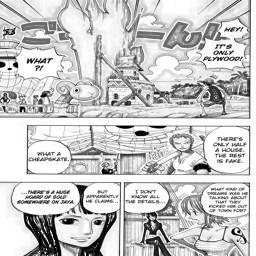 HEY!
IT'S
ONLY
PLYWOOD!
WHAT
?!
THERE'S
ONLY HALF
A HOUSE.
THE REST
IS FAKE.
WHAT A
CHEAPSKATE.
WHAT KIND OF
DREAMS WAS HE
TALKING ABOUT
THAT THEY
KICKED HIM OUT
OF TOWN FOR?
I DON'T
KNOW ALL
THE DETAILS...
BUT
APPARENTLY
HE CLAIMS...
...THERE'S A HUGE
HOARD OF GOLD
SOMEWHERE ON JAYA.